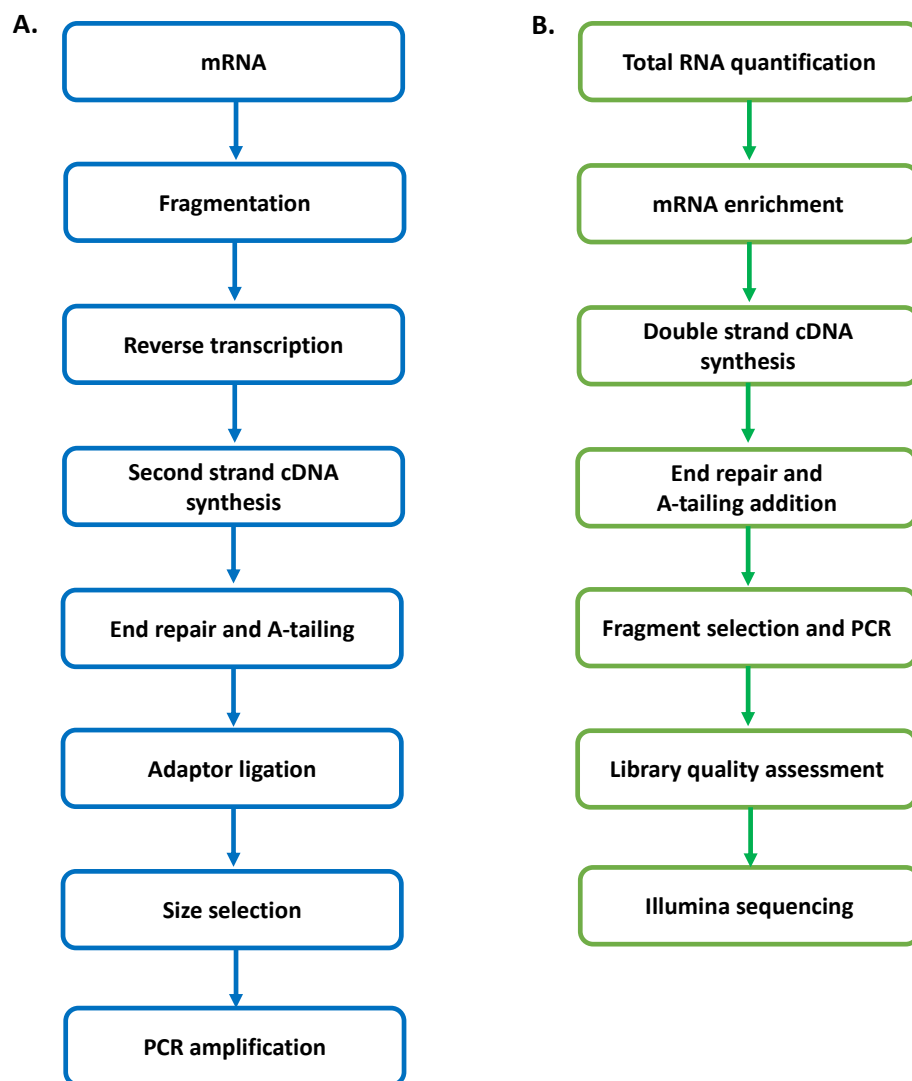 A.
mRNA
Fragmentation
Reverse transcription
Second strand cDNA
synthesis
End repair and A-tailing
Adaptor ligation
Size selection
PCR amplification
B.
Total RNA quantification
mRNA enrichment
Double strand cDNA
synthesis
End repair and
A-tailing addition
Fragment selection and PCR
Library quality assessment
Illumina sequencing